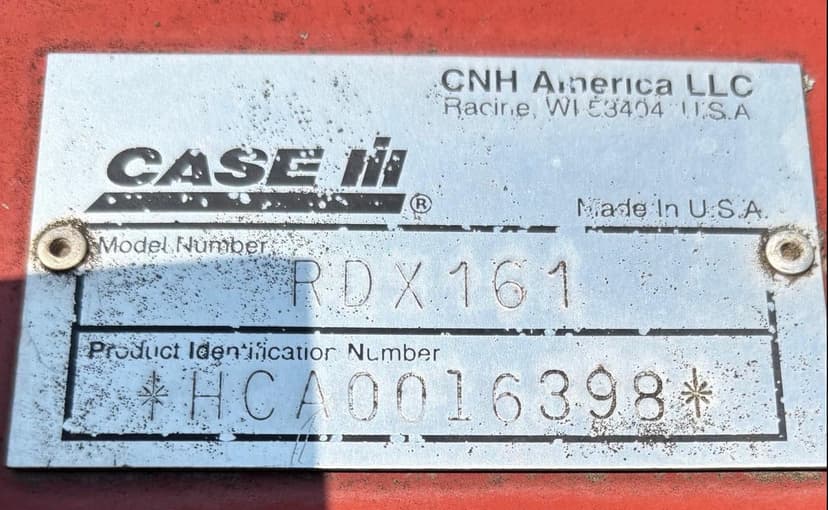 CNH America LLC
Racine, WI 53404 U.S.A
CASE IH ®
Made In U.S.A.
Model Number
RDX161
Product Identification Number
*HCA0016398*